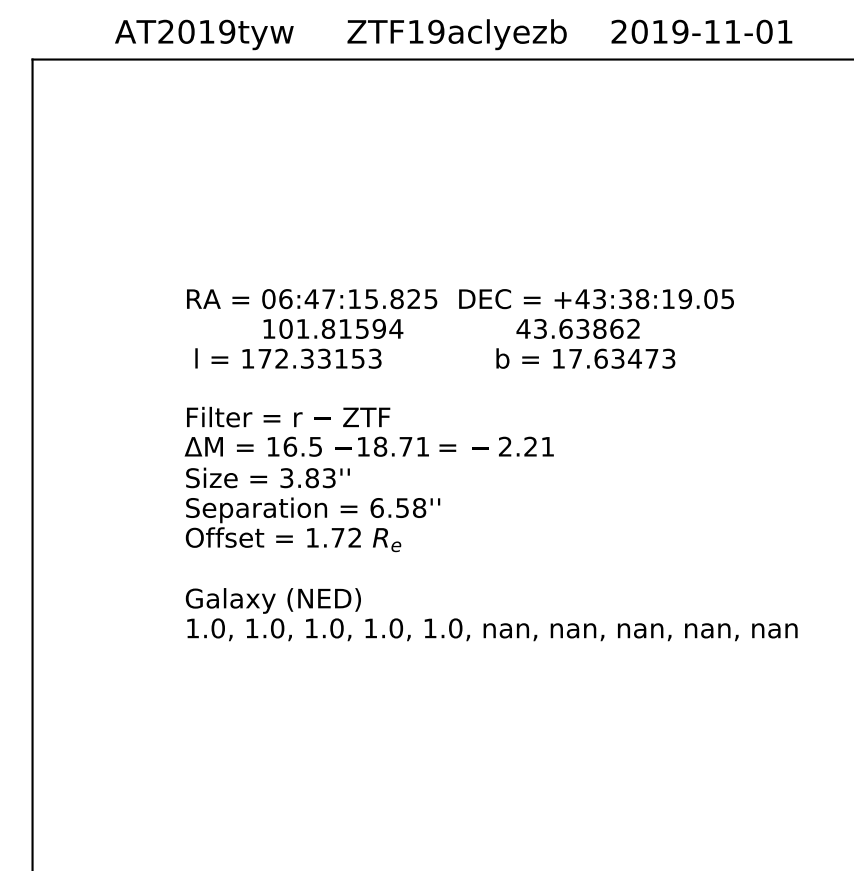 AT2019tyw ZTF19aclyezb 2019-11-01
RA = 06:47:15.825 DEC = +43:38:19.05
101.81594 43.63862
l = 172.33153 b = 17.63473
Filter = r − ZTF
ΔM = 16.5 −18.71 = − 2.21
Size = 3.83''
Separation = 6.58''
Offset = 1.72 Re
Galaxy (NED)
1.0, 1.0, 1.0, 1.0, 1.0, nan, nan, nan, nan, nan